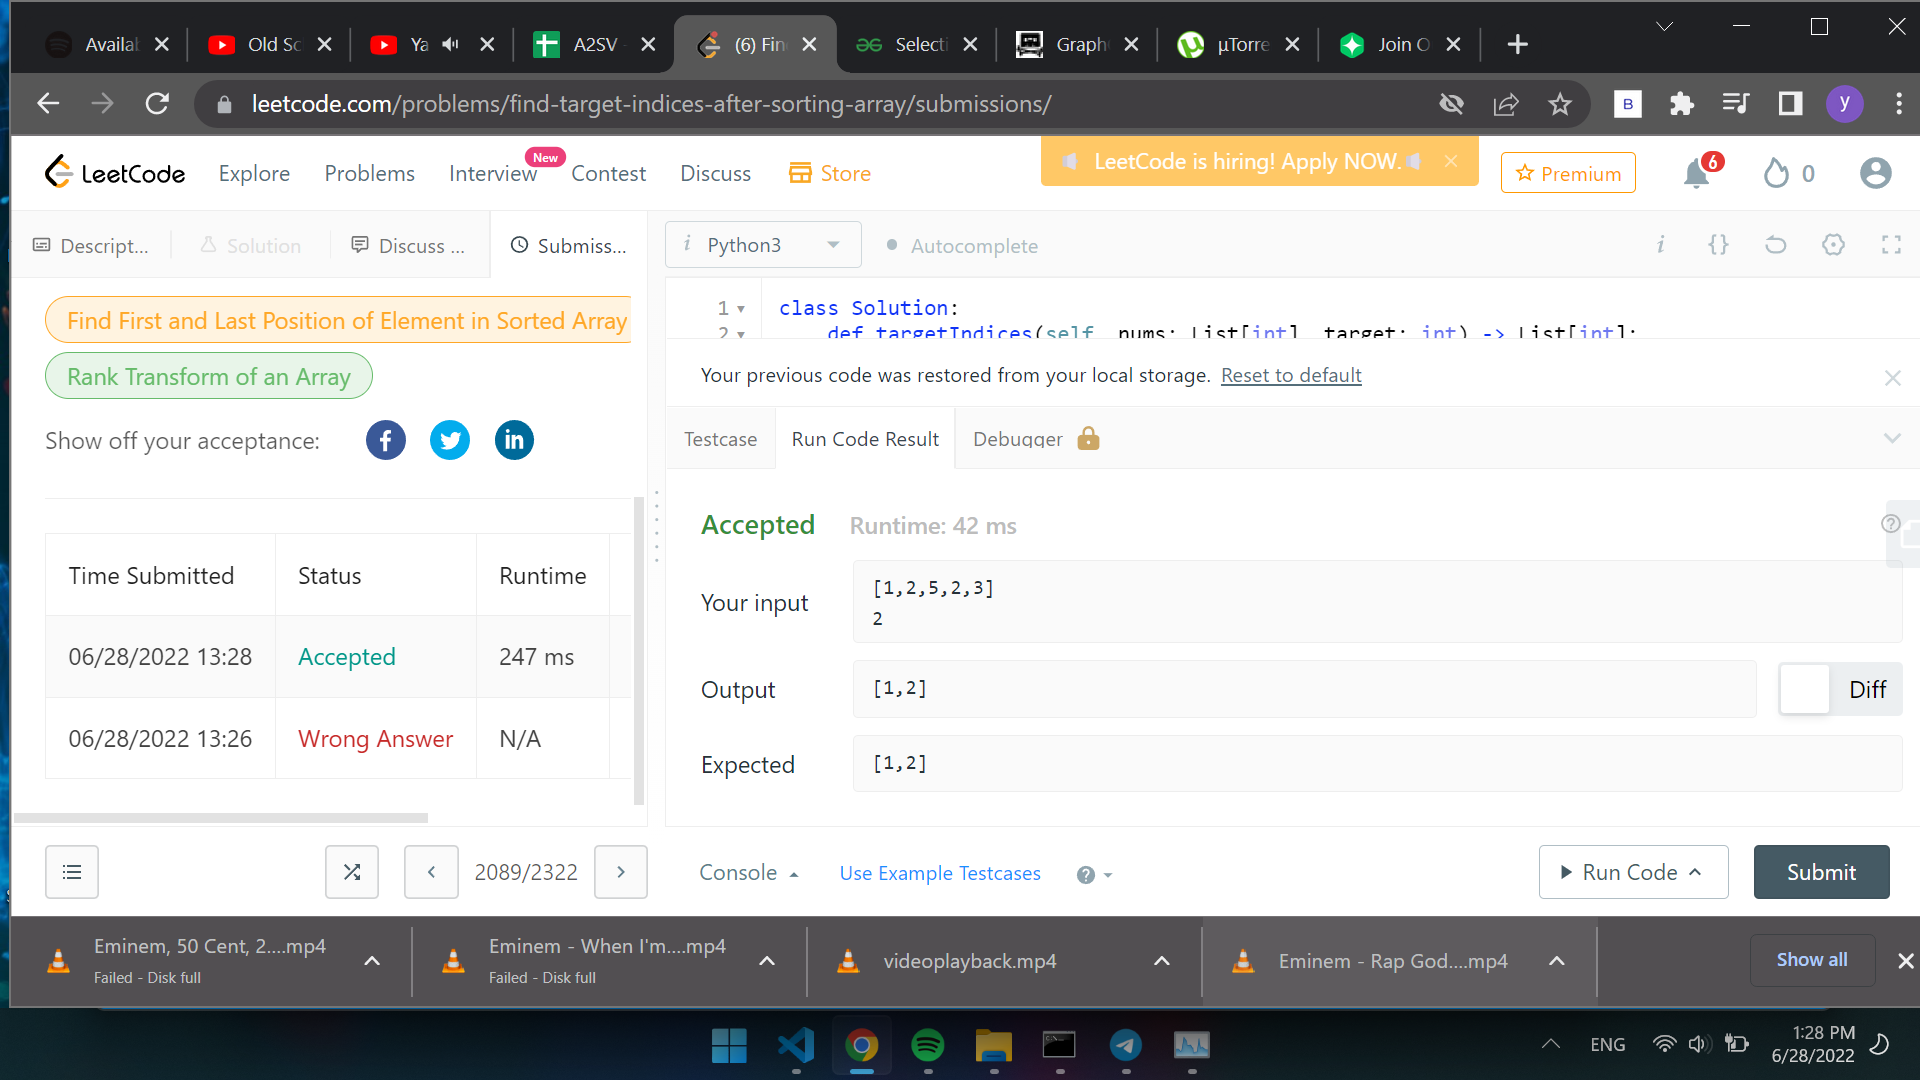 Availab
Old Sc
Ya
A2SV -
(6) Fin
Selecti
Graph
µTorre
Join O
leetcode.com/problems/find-target-indices-after-sorting-array/submissions/
B
y
LeetCode
Explore
Problems
Interview
New
Contest
Discuss
Store
LeetCode is hiring! Apply NOW.
Premium
6
0
Descript...
Solution
Discuss ...
Submiss...
i Python3
Autocomplete
i
{}
Find First and Last Position of Element in Sorted Array
Rank Transform of an Array
Show off your acceptance:
Time Submitted Status Runtime
06/28/2022 13:28 Accepted 247 ms
06/28/2022 13:26 Wrong Answer N/A
1 class Solution:
2 def targetIndices(self, nums: List[int], target: int) -> List[int]:
Your previous code was restored from your local storage. Reset to default
Testcase
Run Code Result
Debugger
Accepted Runtime: 42 ms
Your input
[1,2,5,2,3]
2
Output
[1,2]
Diff
Expected
[1,2]
2089/2322
Console
Use Example Testcases
Run Code
Submit
Eminem, 50 Cent, 2....mp4
Failed - Disk full
Eminem - When I'm....mp4
Failed - Disk full
videoplayback.mp4
Eminem - Rap God....mp4
Show all
ENG
1:28 PM
6/28/2022